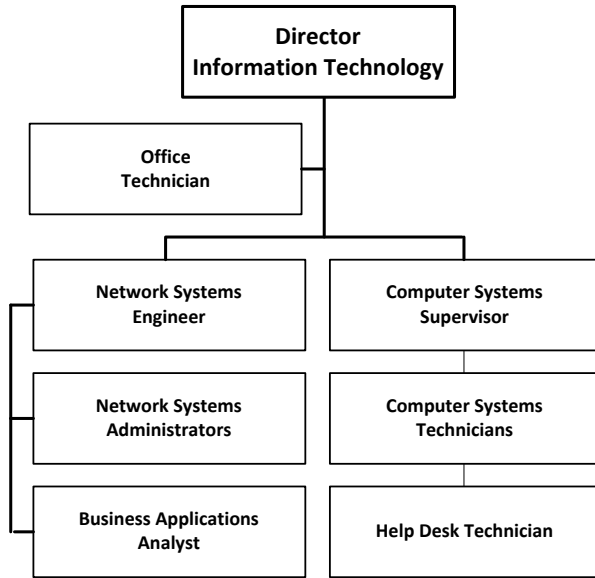 Director
Information Technology
Office
Technician
Network Systems
Engineer
Computer Systems
Supervisor
Network Systems
Administrators
Computer Systems
Technicians
Business Applications
Analyst
Help Desk Technician